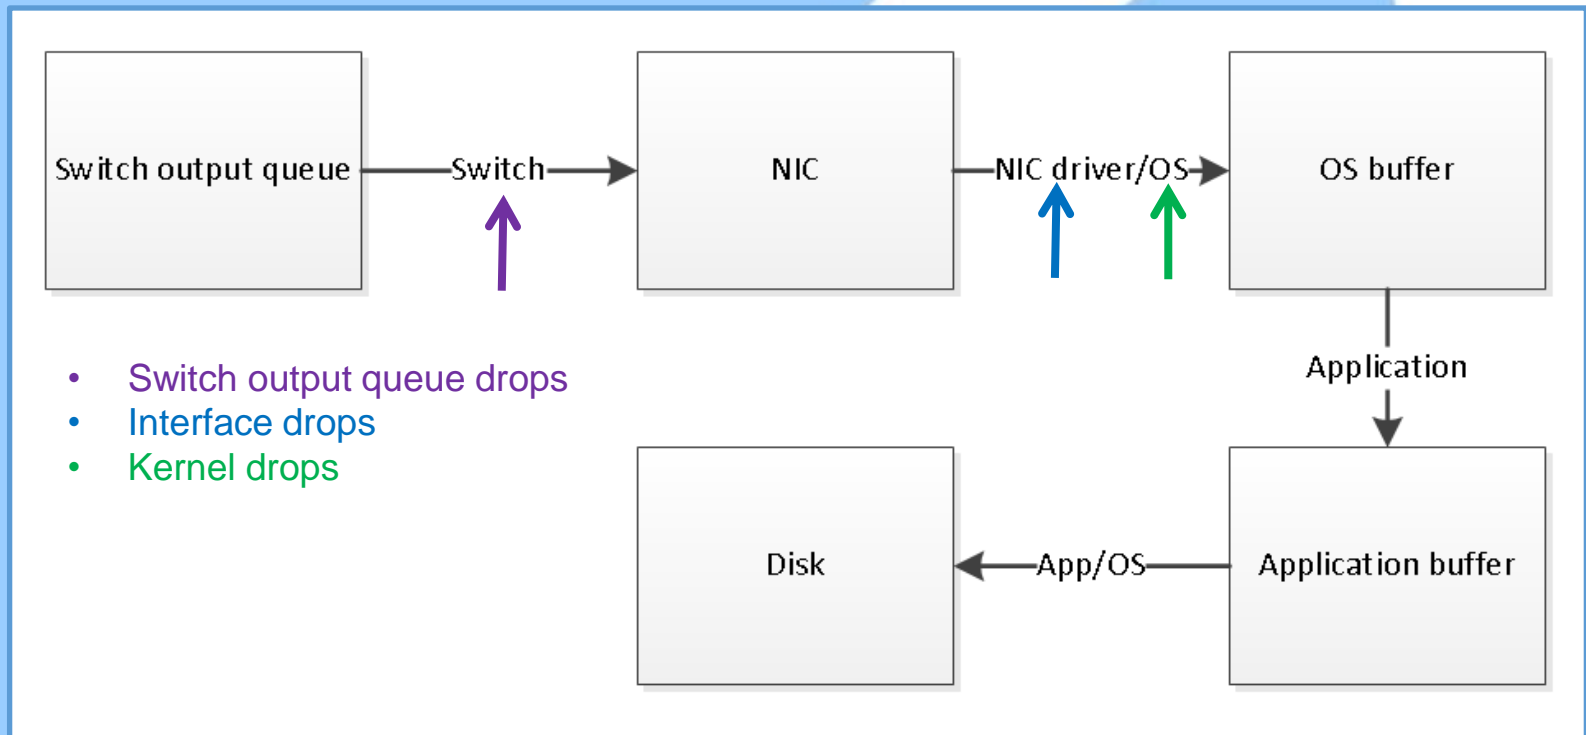 Switch output queue
Switch
NIC
NIC driver/OS
OS buffer
Application
• Switch output queue drops
• Interface drops
• Kernel drops
Disk
App/OS
Application buffer